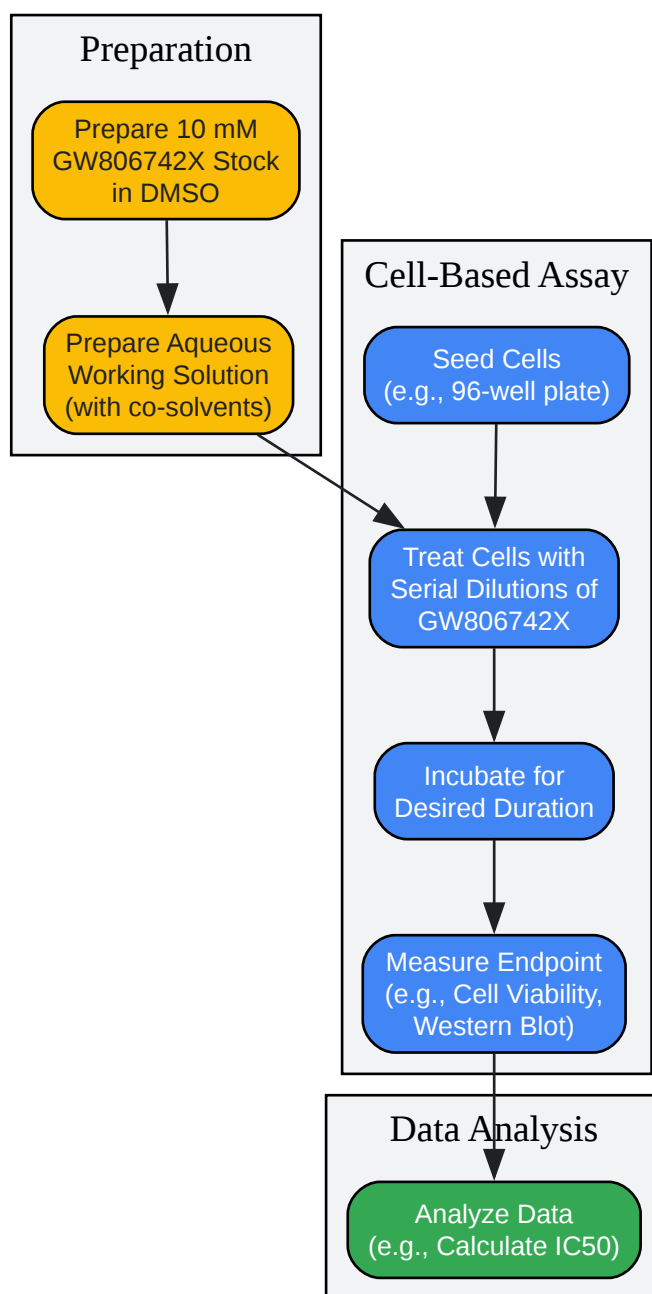 Preparation
Prepare 10 mM
GW806742X Stock
in DMSO
Prepare Aqueous
Working Solution
(with co-solvents)
Cell-Based Assay
Seed Cells
(e.g., 96-well plate)
Treat Cells with
Serial Dilutions of
GW806742X
Incubate for
Desired Duration
Measure Endpoint
(e.g., Cell Viability,
Western Blot)
Data Analysis
Analyze Data
(e.g., Calculate IC50)